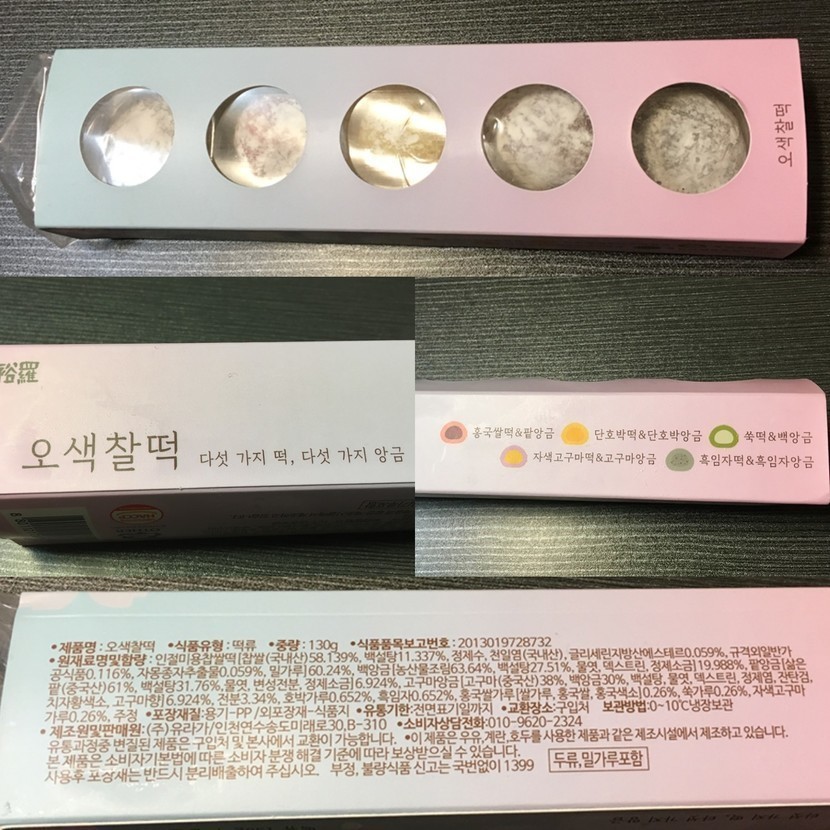 오색찰떡
裕羅
오색찰떡 다섯 가지 떡, 다섯 가지 앙금
HACCP
홍국쌀떡&팥앙금 단호박떡&단호박앙금 쑥떡&백앙금
자색고구마떡&고구마앙금 흑임자떡&흑임자앙금
•제품명 : 오색찰떡 •식품유형 : 떡류 •중량 : 130g •식품품목보고번호 : 2013019728732
•원재료명및함량 : 인절미용찹쌀떡[찹쌀(국내산)58.139%, 백설탕11.337%, 정제수, 천일염(국내산), 글리세린지방산에스테르0.059%, 규격외일반가
공식품0.116%, 자몽종자추출물0.059%, 밀가루]60.24%, 백앙금[농산물조림63.64%, 백설탕27.51%, 물엿, 덱스트린, 정제소금]19.988%, 팥앙금[삶은
팥(중국산)61%, 백설탕31.76%, 물엿, 변성전분, 정제소금]6.924%, 고구마앙금[고구마(중국산)38%, 백앙금30%, 백설탕, 물엿, 덱스트린, 정제염, 잔탄검,
치자황색소, 고구마향]6.924%, 전분3.34%, 호박가루0.652%, 흑임자0.652%, 홍국쌀가루[쌀가루, 홍국쌀, 홍국색소]0.26%, 쑥가루0.26%, 자색고구마
가루0.26%, 주정 •포장재질:용기-PP /외포장재-식품지 •유통기한:전면표기일까지 •교환장소:구입처 보관방법:0~10℃냉장보관
•제조원및판매원: (주)유라가/인천연수송도미래로30,B-310 •소비자상담전화:010-9620-2324
유통과정중 변질된 제품은 구입처 및 본사에서 교환이 가능합니다. •이 제품은 우유,계란,호두를 사용한 제품과 같은 제조시설에서 제조하고 있습니다.
본 제품은 소비자기본법에 따른 소비자 분쟁 해결 기준에 따라 보상받으실 수 있습니다.
사용후 포장재는 반드시 분리배출하여 주십시오. 부정, 불량식품 신고는 국번없이 1399 두류,밀가루포함